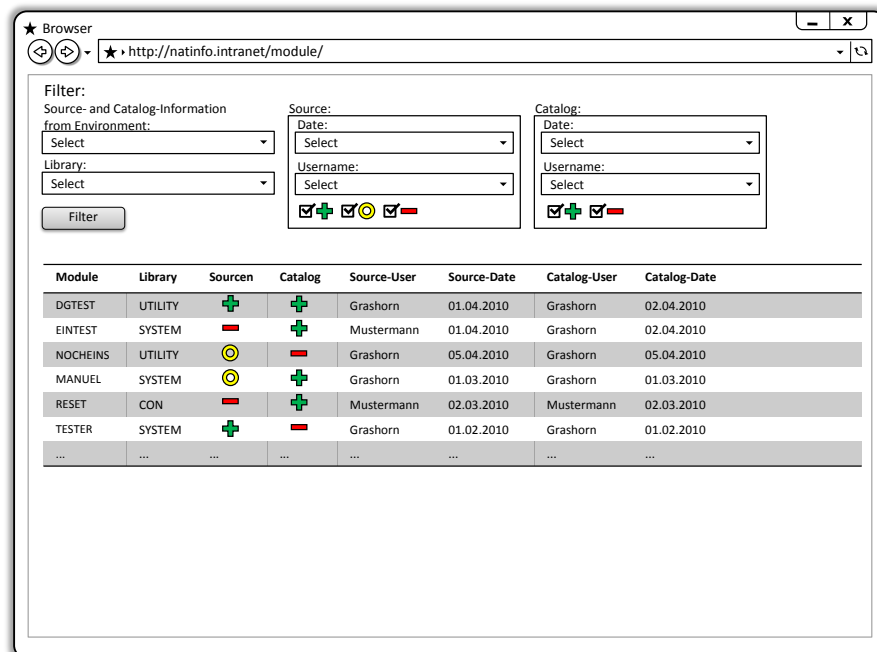 Browser
http://natinfo.intranet/module/
x
Filter:
Source- and Catalog-Information
from Environment:
Select
Library:
Select
Filter
Source:
Date:
Select
Username:
Select
Catalog:
Date:
Select
Username:
Select
Module Library Sourcen Catalog Source-User Source-Date Catalog-User Catalog-Date
DGTEST UTILITY Grashorn 01.04.2010 Grashorn 02.04.2010
EINTEST SYSTEM Mustermann 01.04.2010 Grashorn 02.04.2010
NOCHEINS UTILITY Grashorn 05.04.2010 Grashorn 05.04.2010
MANUEL SYSTEM Grashorn 01.03.2010 Grashorn 01.03.2010
RESET CON Mustermann 02.03.2010 Mustermann 02.03.2010
TESTER SYSTEM Grashorn 01.02.2010 Grashorn 01.02.2010
... ... ... ... ... ... ... ...